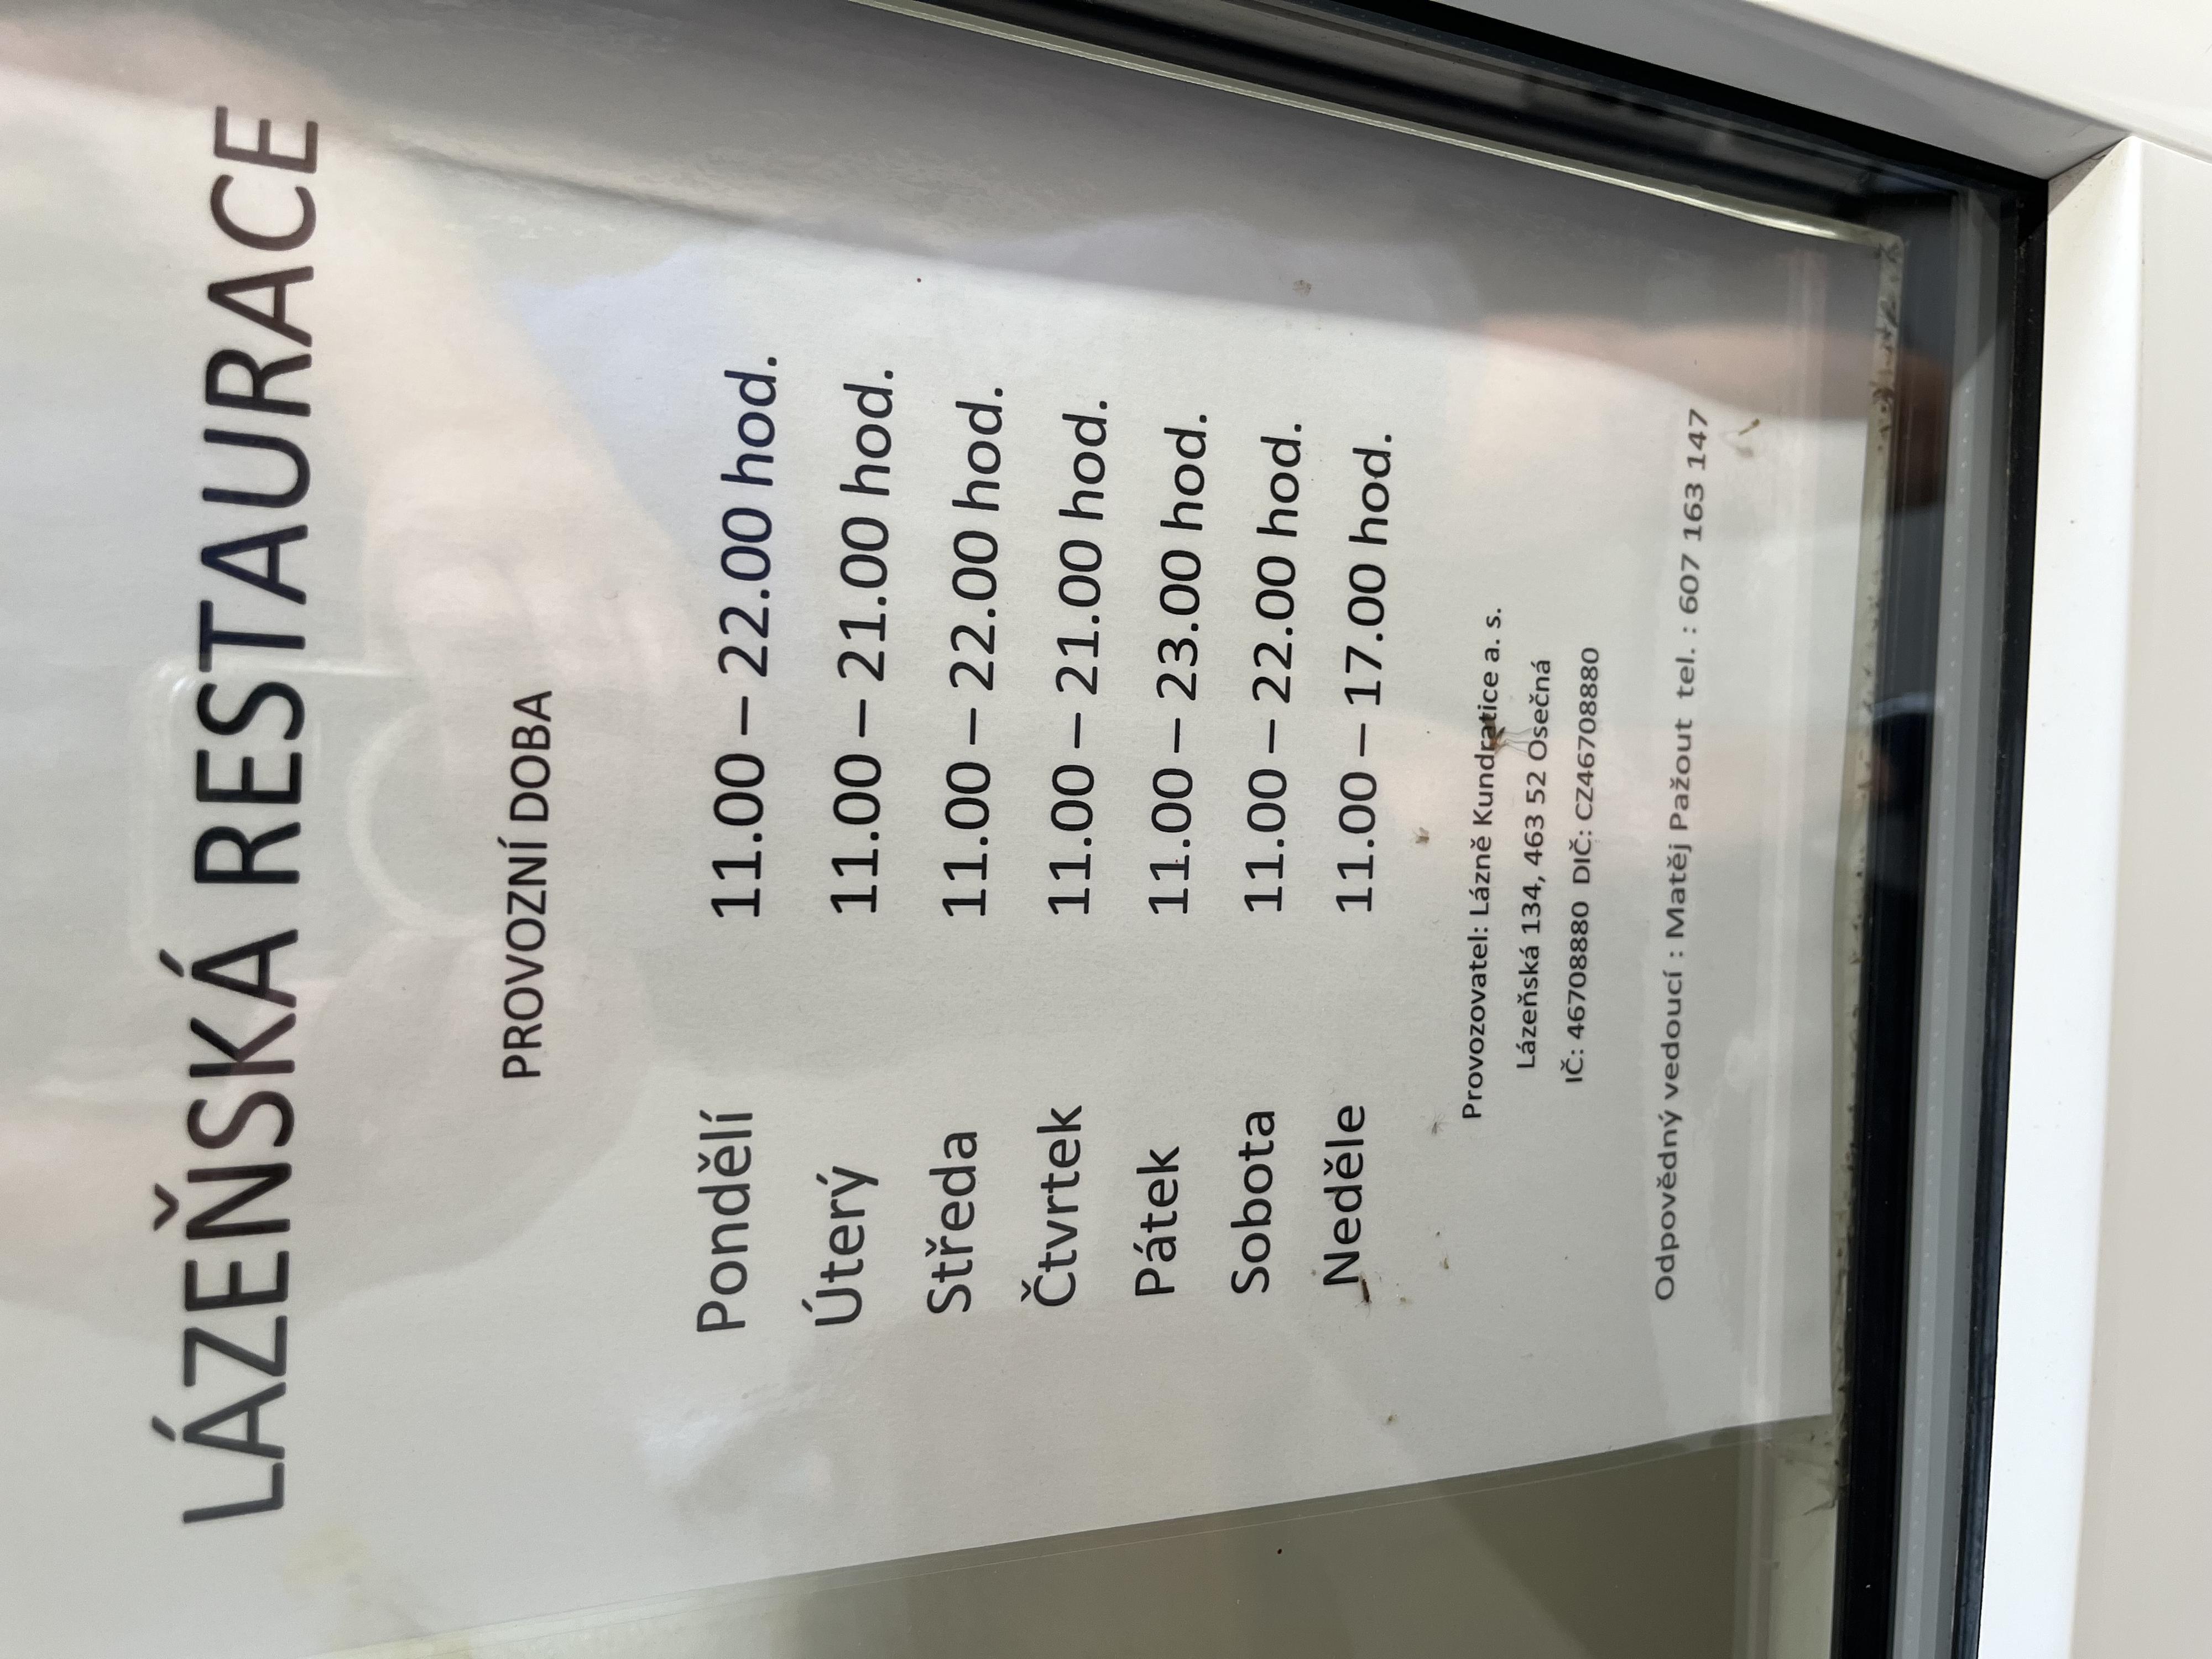 LÁZEŇSKÁ RESTAURACE
PROVOZNÍ DOBA
Pondělí 11.00 – 22.00 hod.
Úterý 11.00 – 21.00 hod.
Středa 11.00 – 22.00 hod.
Čtvrtek 11.00 – 21.00 hod.
Pátek 11.00 – 23.00 hod.
Sobota 11.00 – 22.00 hod.
Neděle 11.00 – 17.00 hod.
Provozovatel: Lázně Kundratice a. s.
Lázeňská 134, 463 52 Osečná
IČ: 46708880 DIČ: CZ46708880
Odpovědný vedoucí : Matěj Pažout tel. : 607 163 147